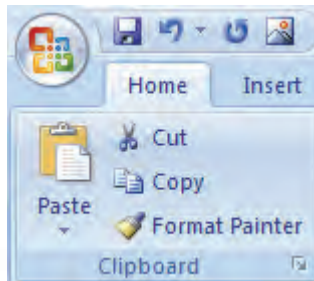 Home Insert
Cut
Copy
Paste
Format Painter
Clipboard